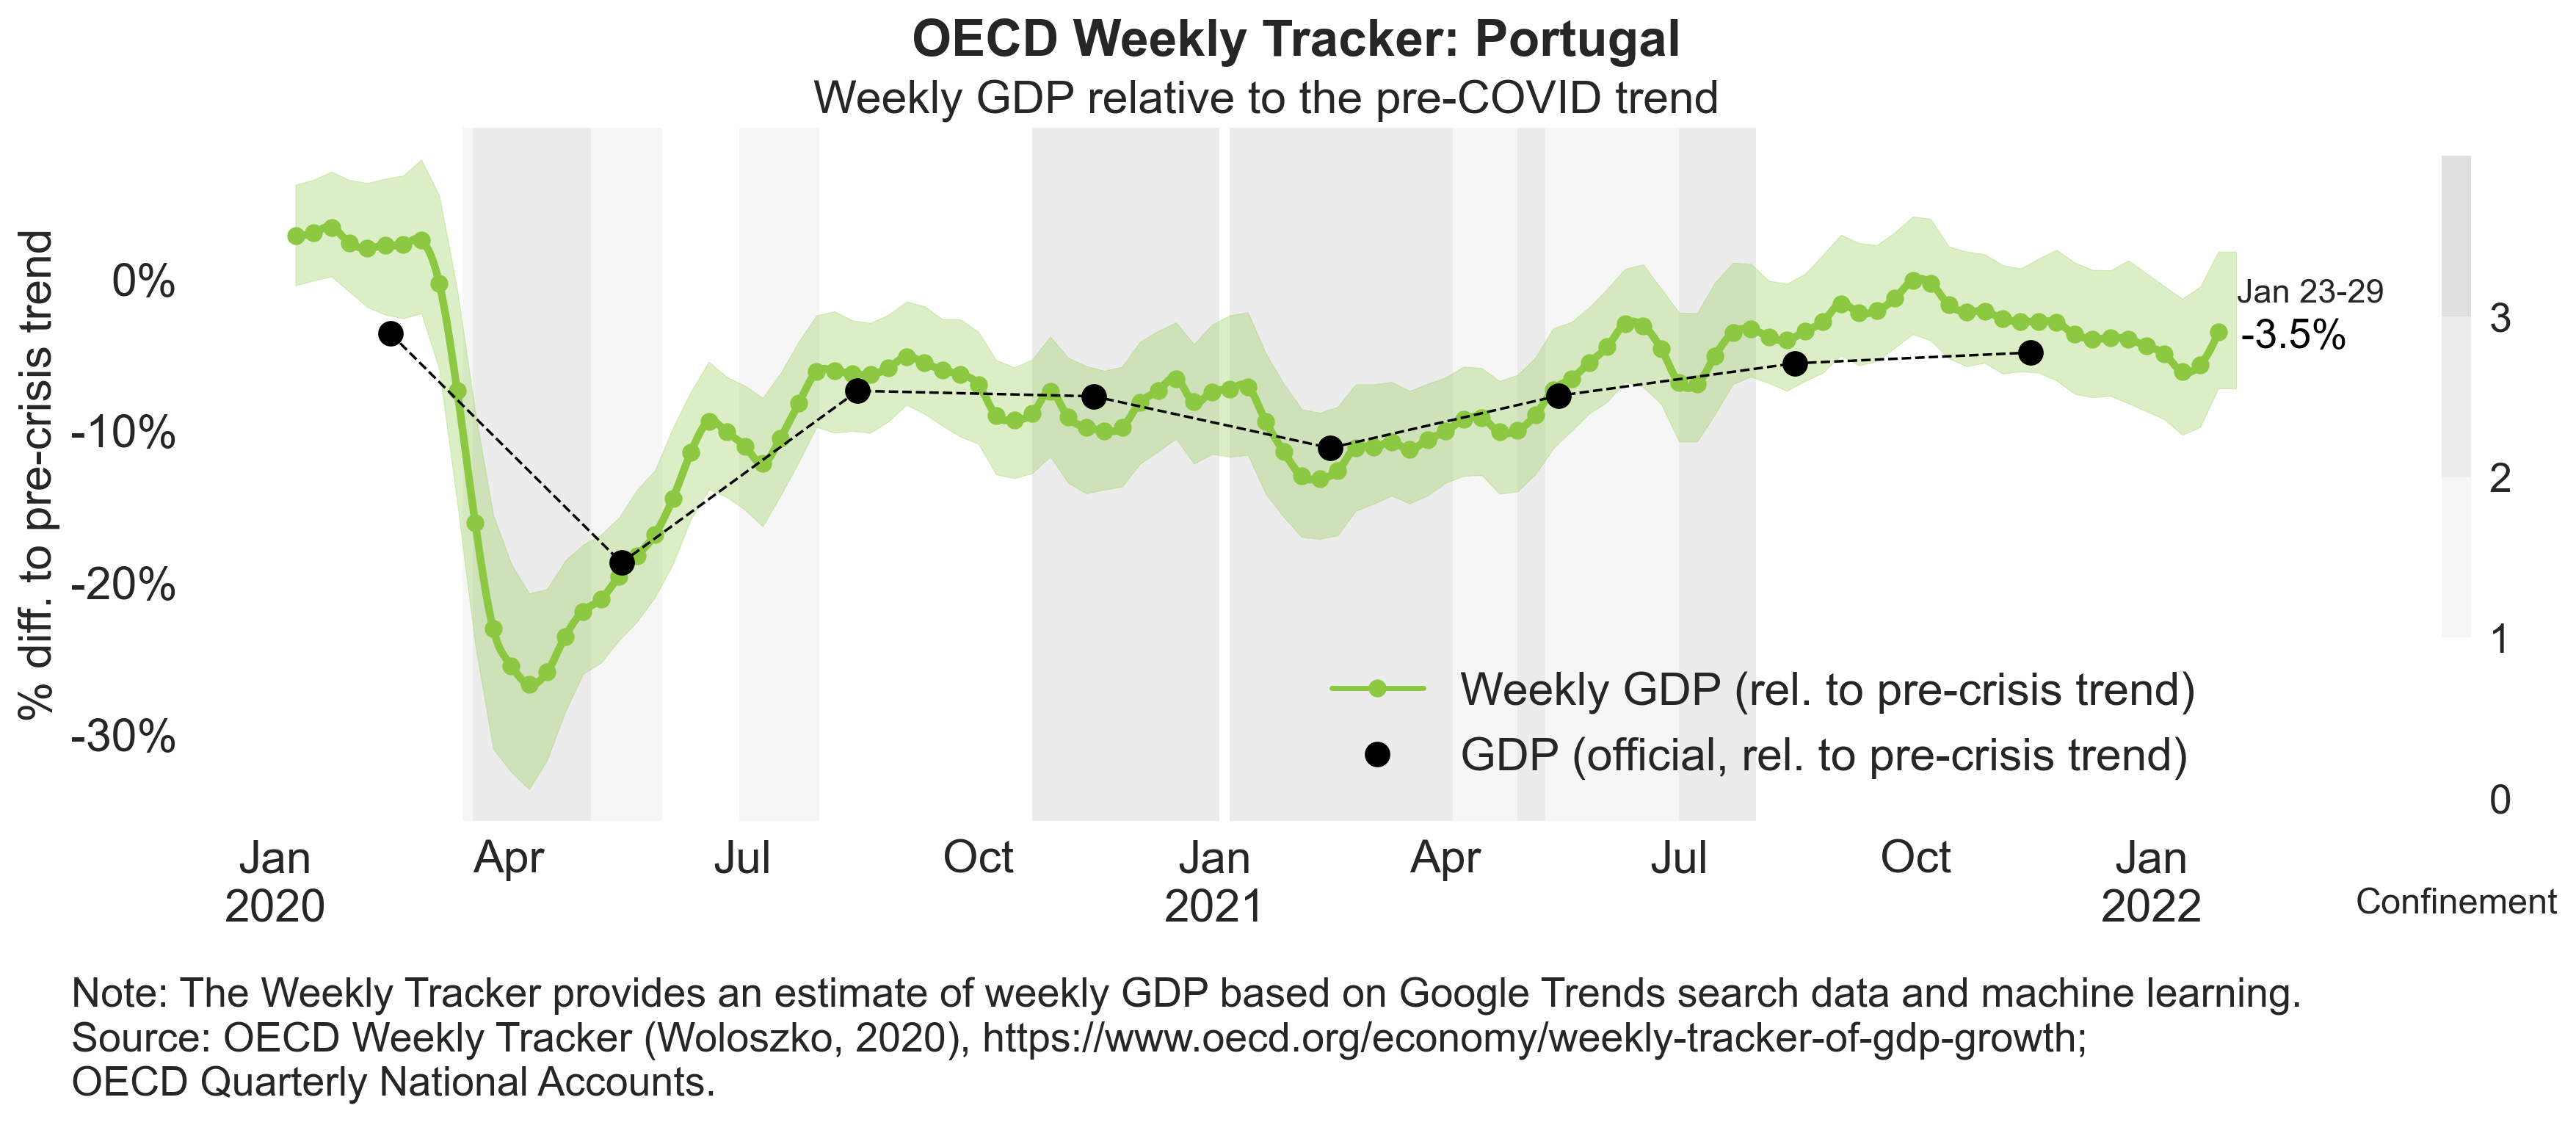 OECD Weekly Tracker: Portugal
Weekly GDP relative to the pre-COVID trend
% diff. to pre-crisis trend
0%
-10%
-20%
-30%
Jan 23-29
-3.5%
3
2
1
0
Weekly GDP (rel. to pre-crisis trend)
GDP (official, rel. to pre-crisis trend)
Jan Apr Jul Oct Jan Apr Jul Oct Jan
2020 2021 2022
Confinement
Note: The Weekly Tracker provides an estimate of weekly GDP based on Google Trends search data and machine learning.
Source: OECD Weekly Tracker (Woloszko, 2020), https://www.oecd.org/economy/weekly-tracker-of-gdp-growth;
OECD Quarterly National Accounts.